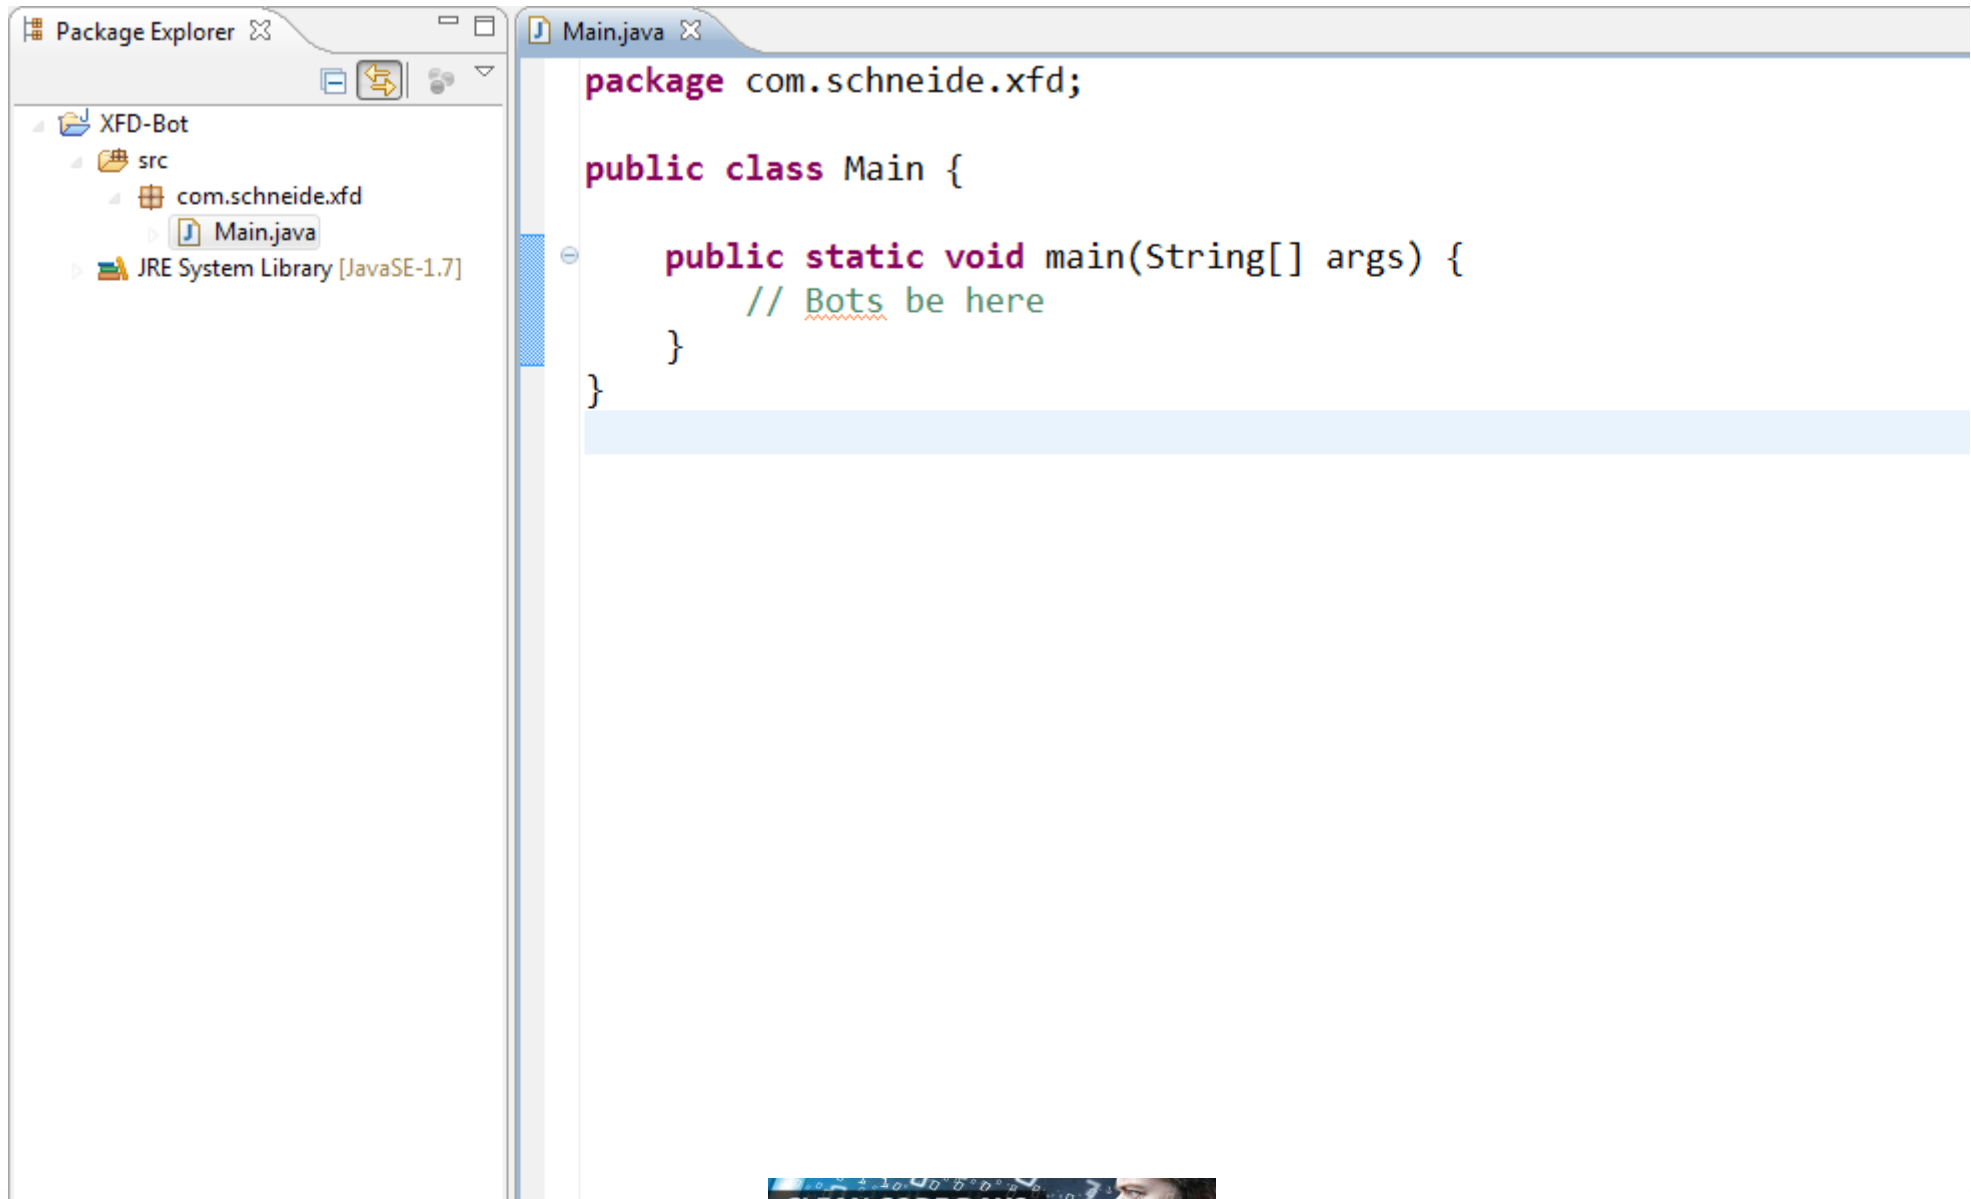 Package Explorer
XFD-Bot
src
com.schneide.xfd
Main.java
JRE System Library [JavaSE-1.7]
Main.java
package com.schneide.xfd;
public class Main {
public static void main(String[] args) {
// Bots be here
}
}